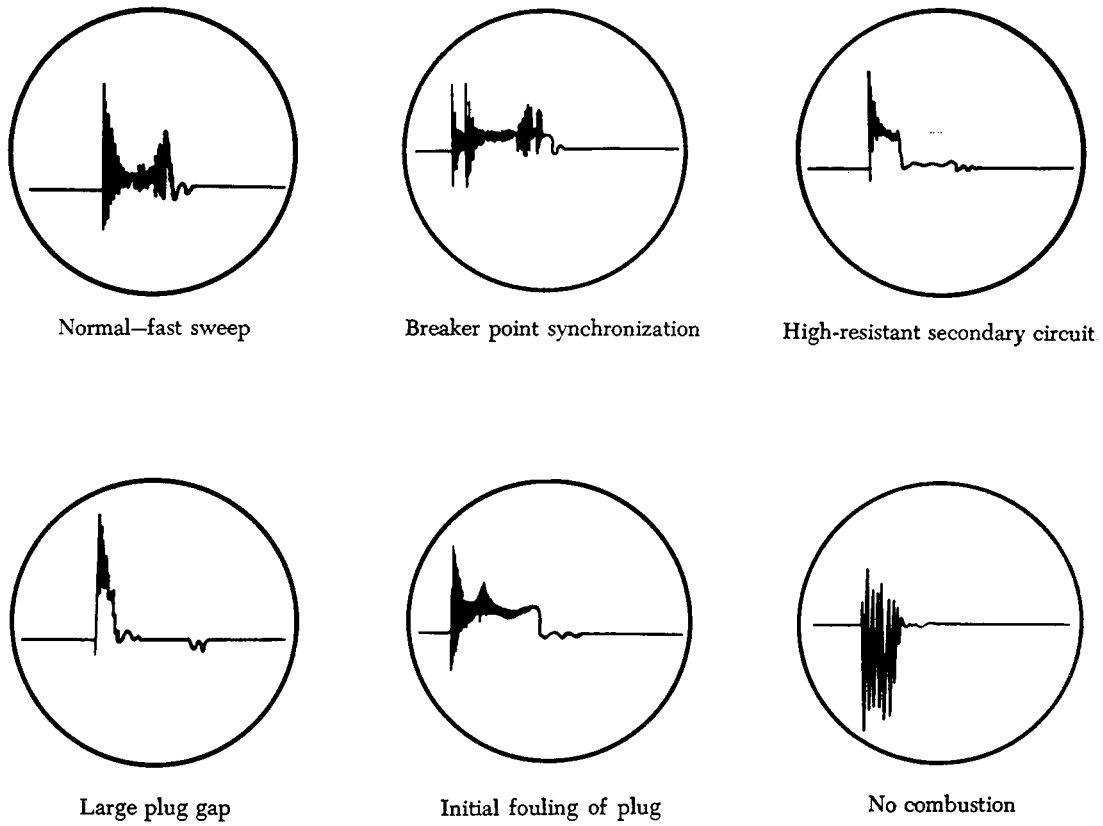 Normal—fast sweep
Breaker point synchronization
High-resistant secondary circuit
Large plug gap
Initial fouling of plug
No combustion